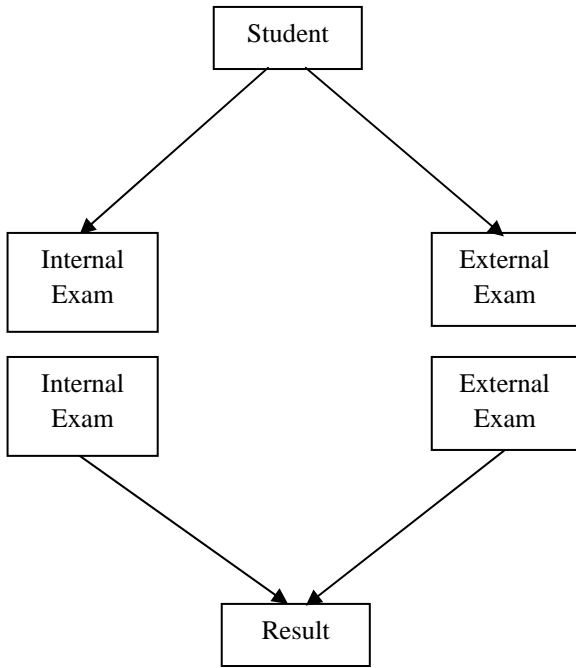 Student
Internal
Exam
External
Exam
Internal
Exam
External
Exam
Result